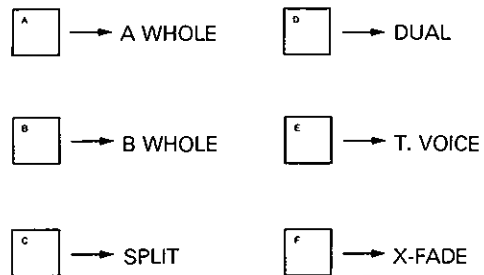 A → A WHOLE
D → DUAL
B → B WHOLE
E → T. VOICE
C → SPLIT
F → X-FADE